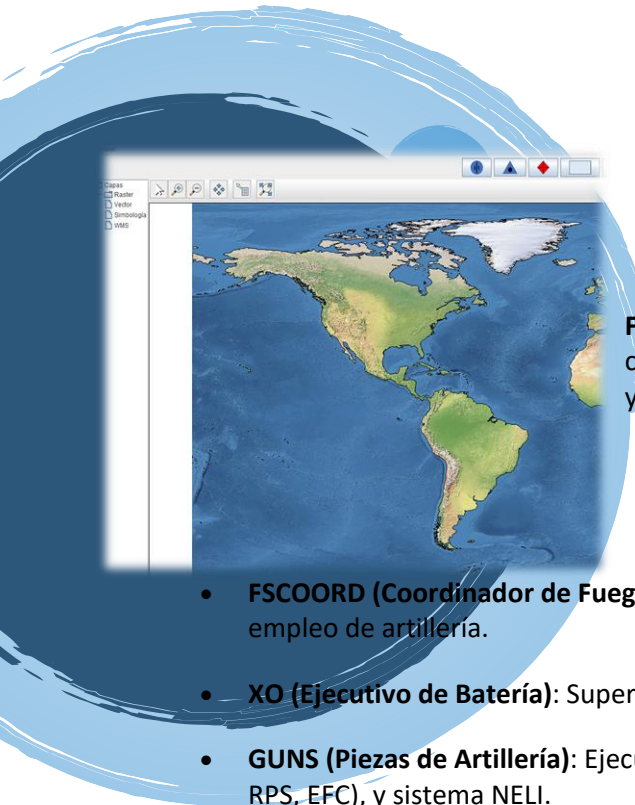 Capas
Raster
Vector
Simbología
WMS
F
c
y
• FSCOORD (Coordinador de Fueg
empleo de artillería.
• XO (Ejecutivo de Batería): Super
• GUNS (Piezas de Artillería): Ejecu
RPS, EFC), y sistema NELI.